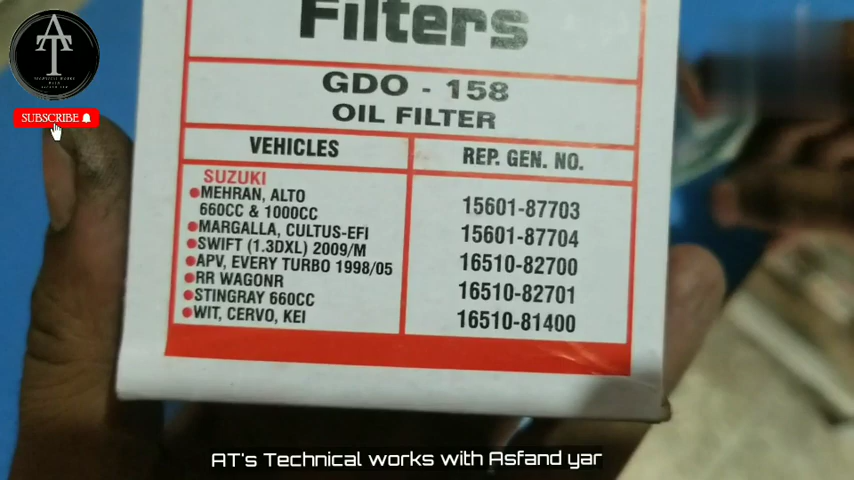 AT
SUBSCRIBE
Filters
GDO - 158
OIL FILTER
VEHICLES
REP. GEN. NO.
SUZUKI
MEHRAN, ALTO
660CC & 1000CC
MARGALLA, CULTUS-EFI
SWIFT (1.3DXL) 2009/M
APV, EVERY TURBO 1998/05
RR WAGONR
STINGRAY 660CC
WIT, CERVO, KEI
15601-87703
15601-87704
16510-82700
16510-82701
16510-81400
AT's Technical works with Asfand yar